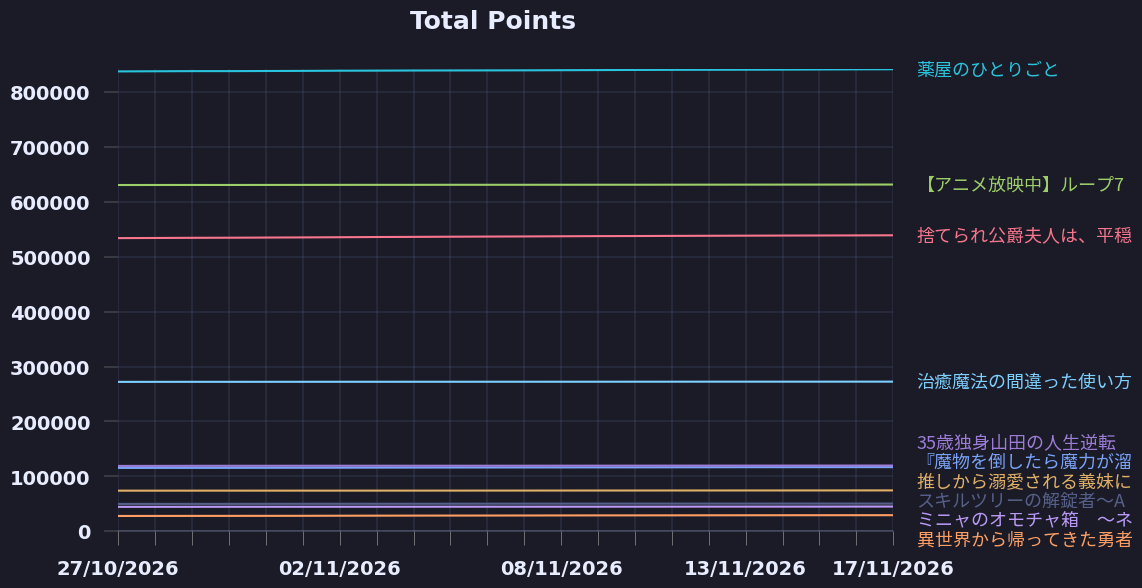 Total Points
800000
700000
600000
500000
400000
300000
200000
100000
0
27/10/2026
02/11/2026
08/11/2026
13/11/2026
17/11/2026
薬屋のひとりごと
【アニメ放映中】ループ7
捨てられ公爵夫人は、平穏
治癒魔法の間違った使い方
35歳独身山田の人生逆転
『魔物を倒したら魔力が溜
推しから溺愛される義妹に
スキルツリーの解錠者～A
ミニャのオモチャ箱　～ネ
異世界から帰ってきた勇者